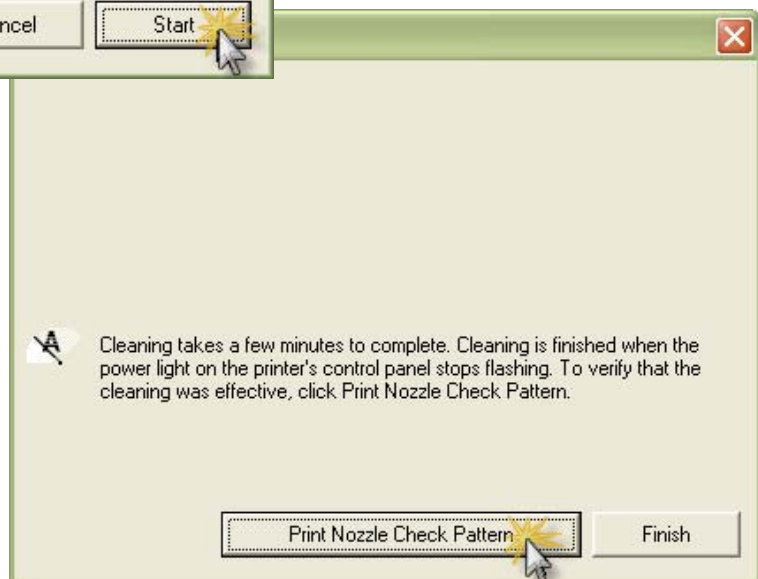 Start
Cleaning takes a few minutes to complete. Cleaning is finished when the
power light on the printer's control panel stops flashing. To verify that the
cleaning was effective, click Print Nozzle Check Pattern.
Print Nozzle Check Pattern
Finish